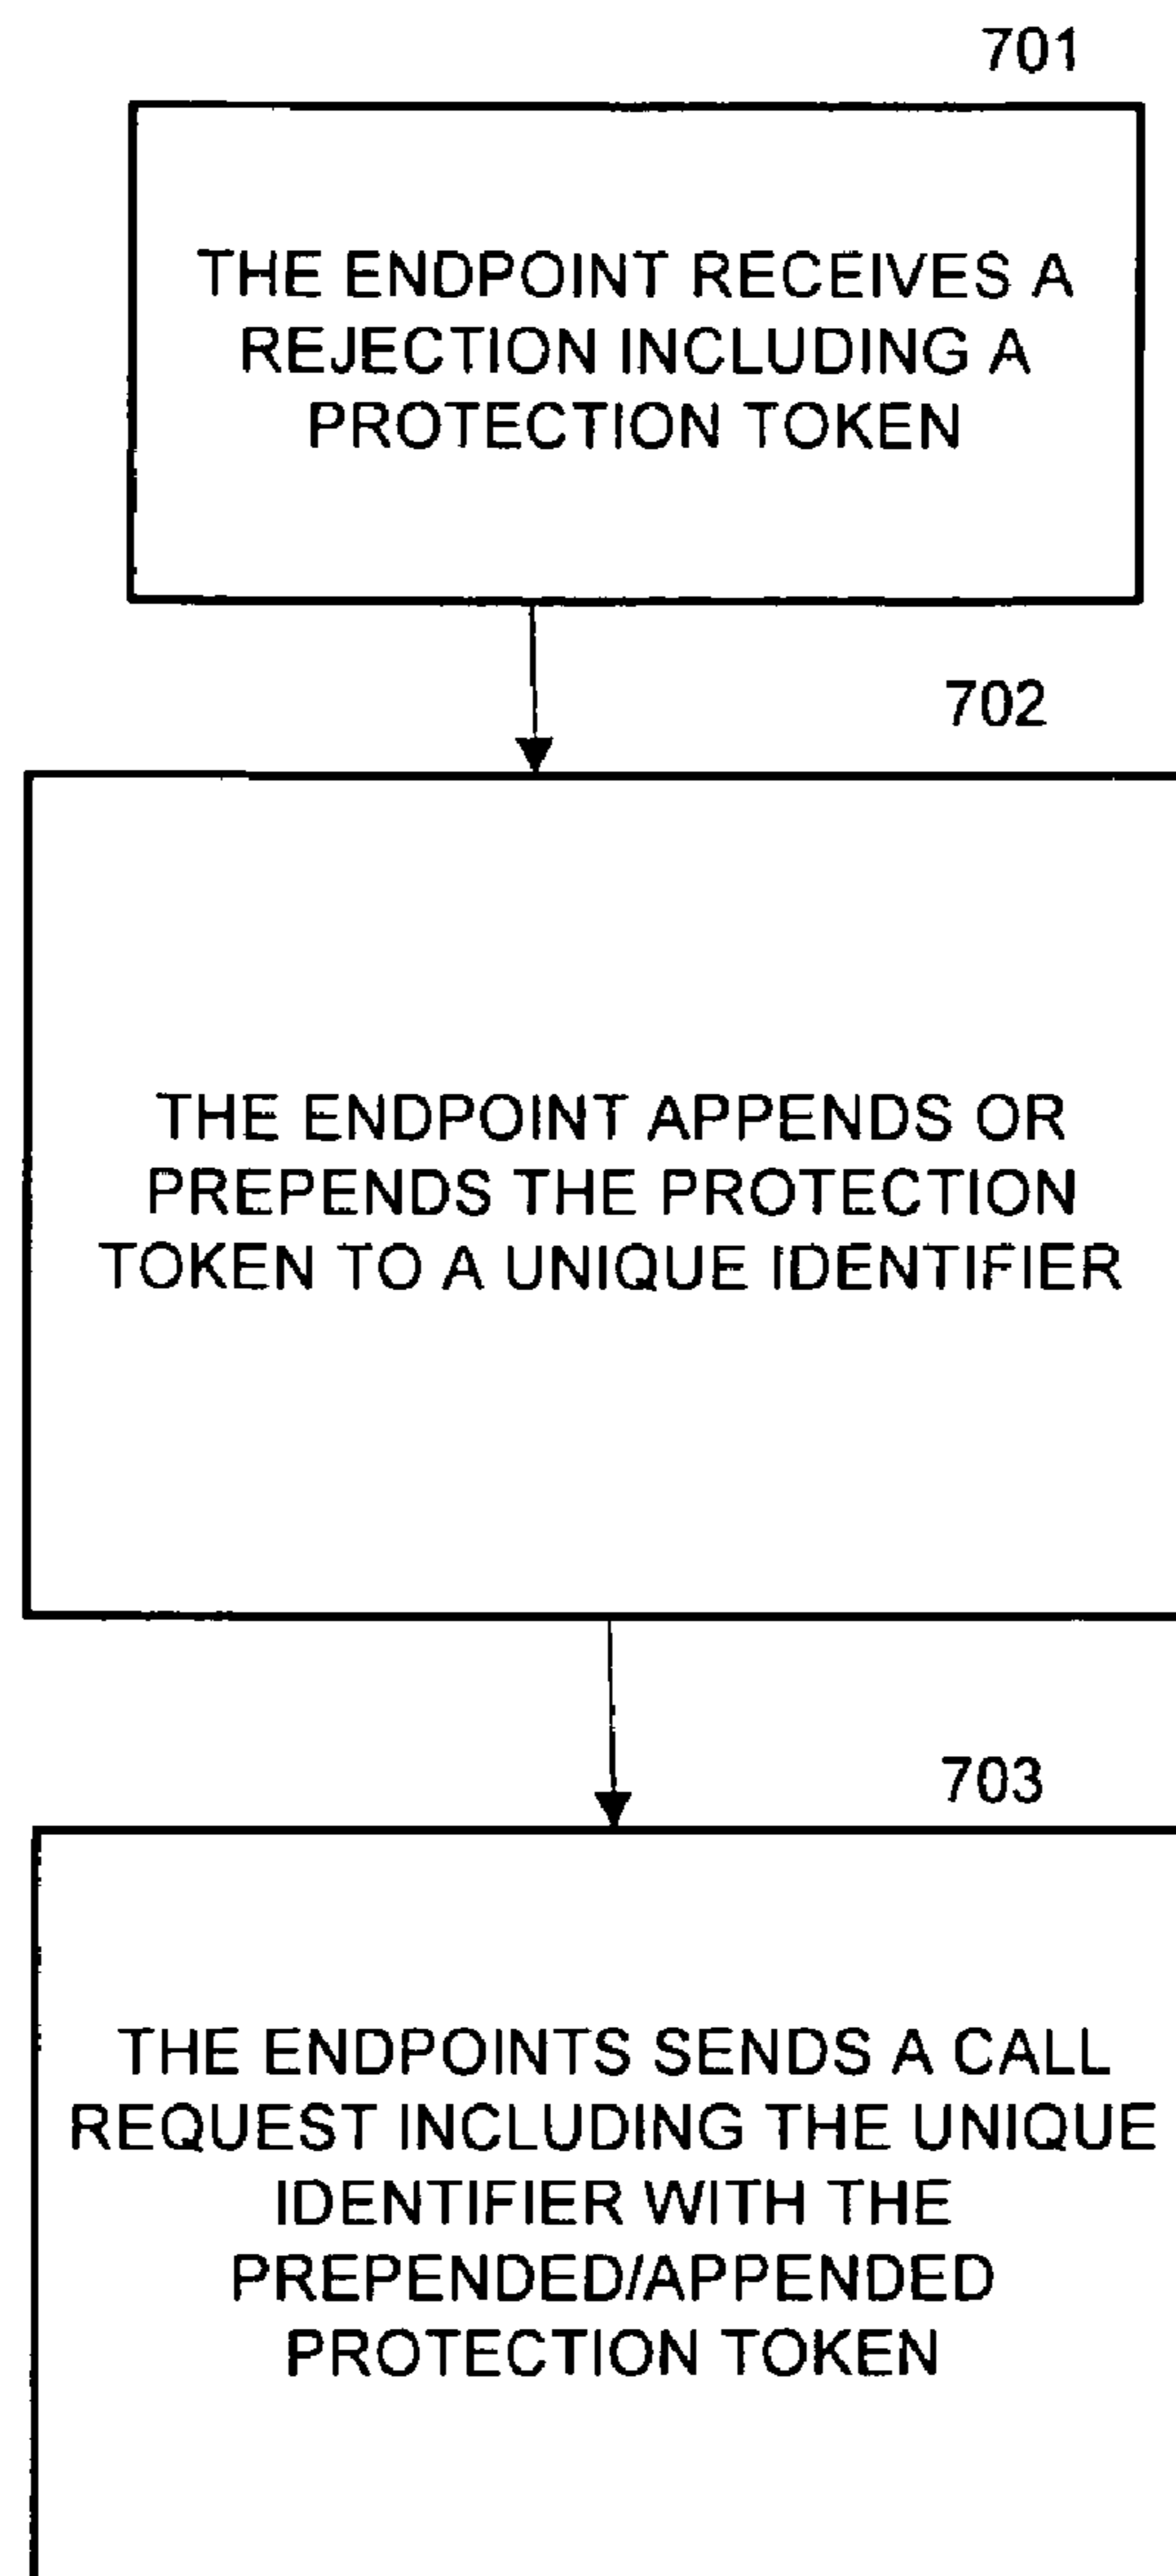 701
THE ENDPOINT RECEIVES A
REJECTION INCLUDING A
PROTECTION TOKEN
702
THE ENDPOINT APPENDS OR
PREPENDS THE PROTECTION
TOKEN TO A UNIQUE IDENTIFIER
703
THE ENDPOINTS SENDS A CALL
REQUEST INCLUDING THE UNIQUE
IDENTIFIER WITH THE
PREPENDED/APPENDED
PROTECTION TOKEN